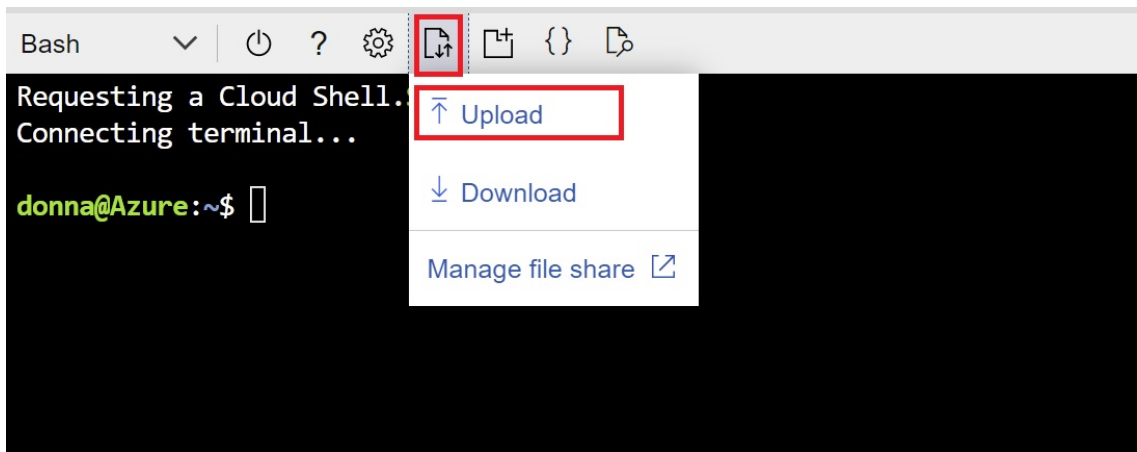 Bash ? {}
Requesting a Cloud Shell.
Upload
Connecting terminal...
Download
donna@Azure:~$
Manage file share